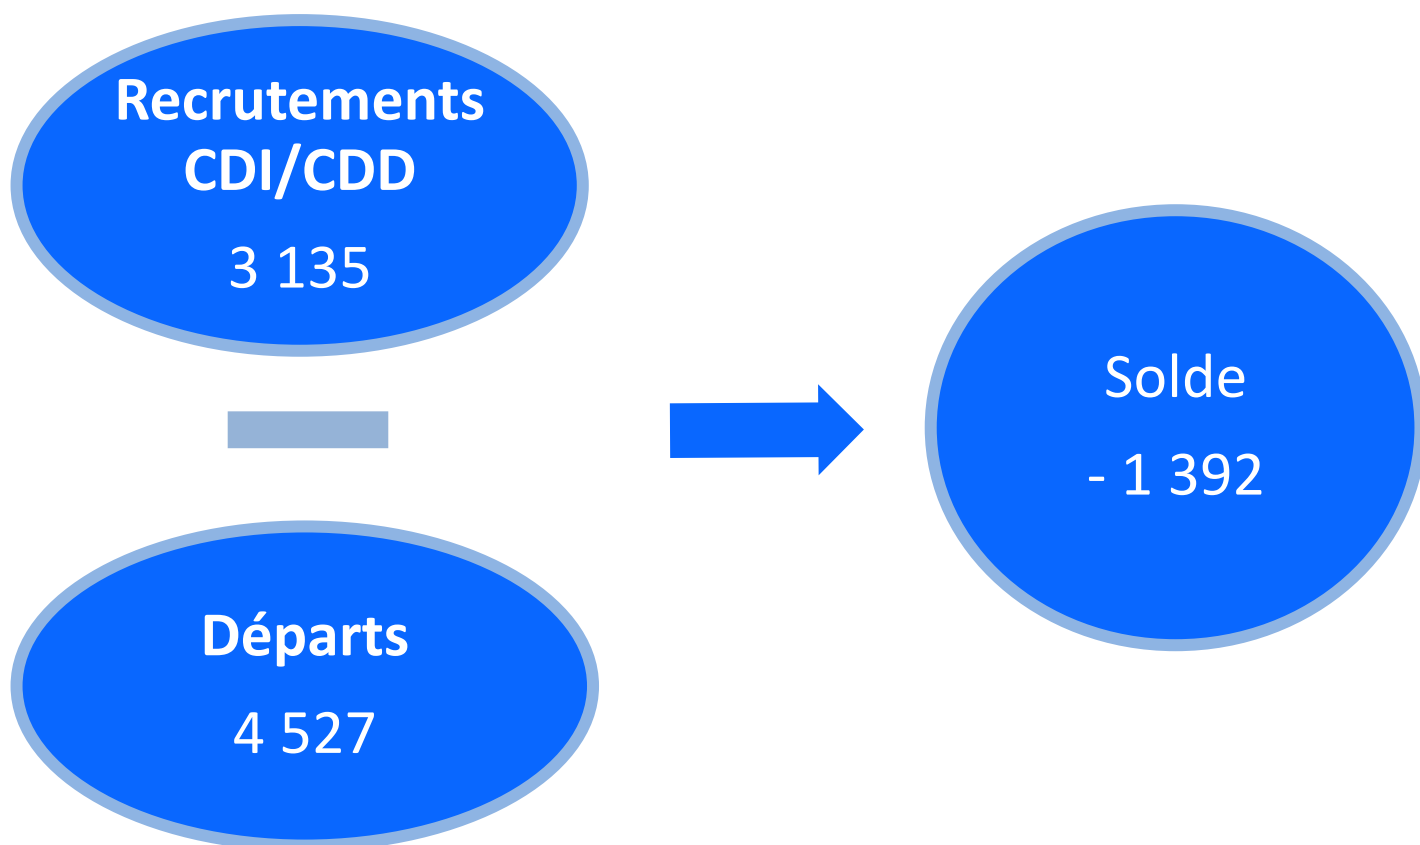 Recrutements
CDI/CDD
3 135
Départs
4 527
Solde
- 1 392